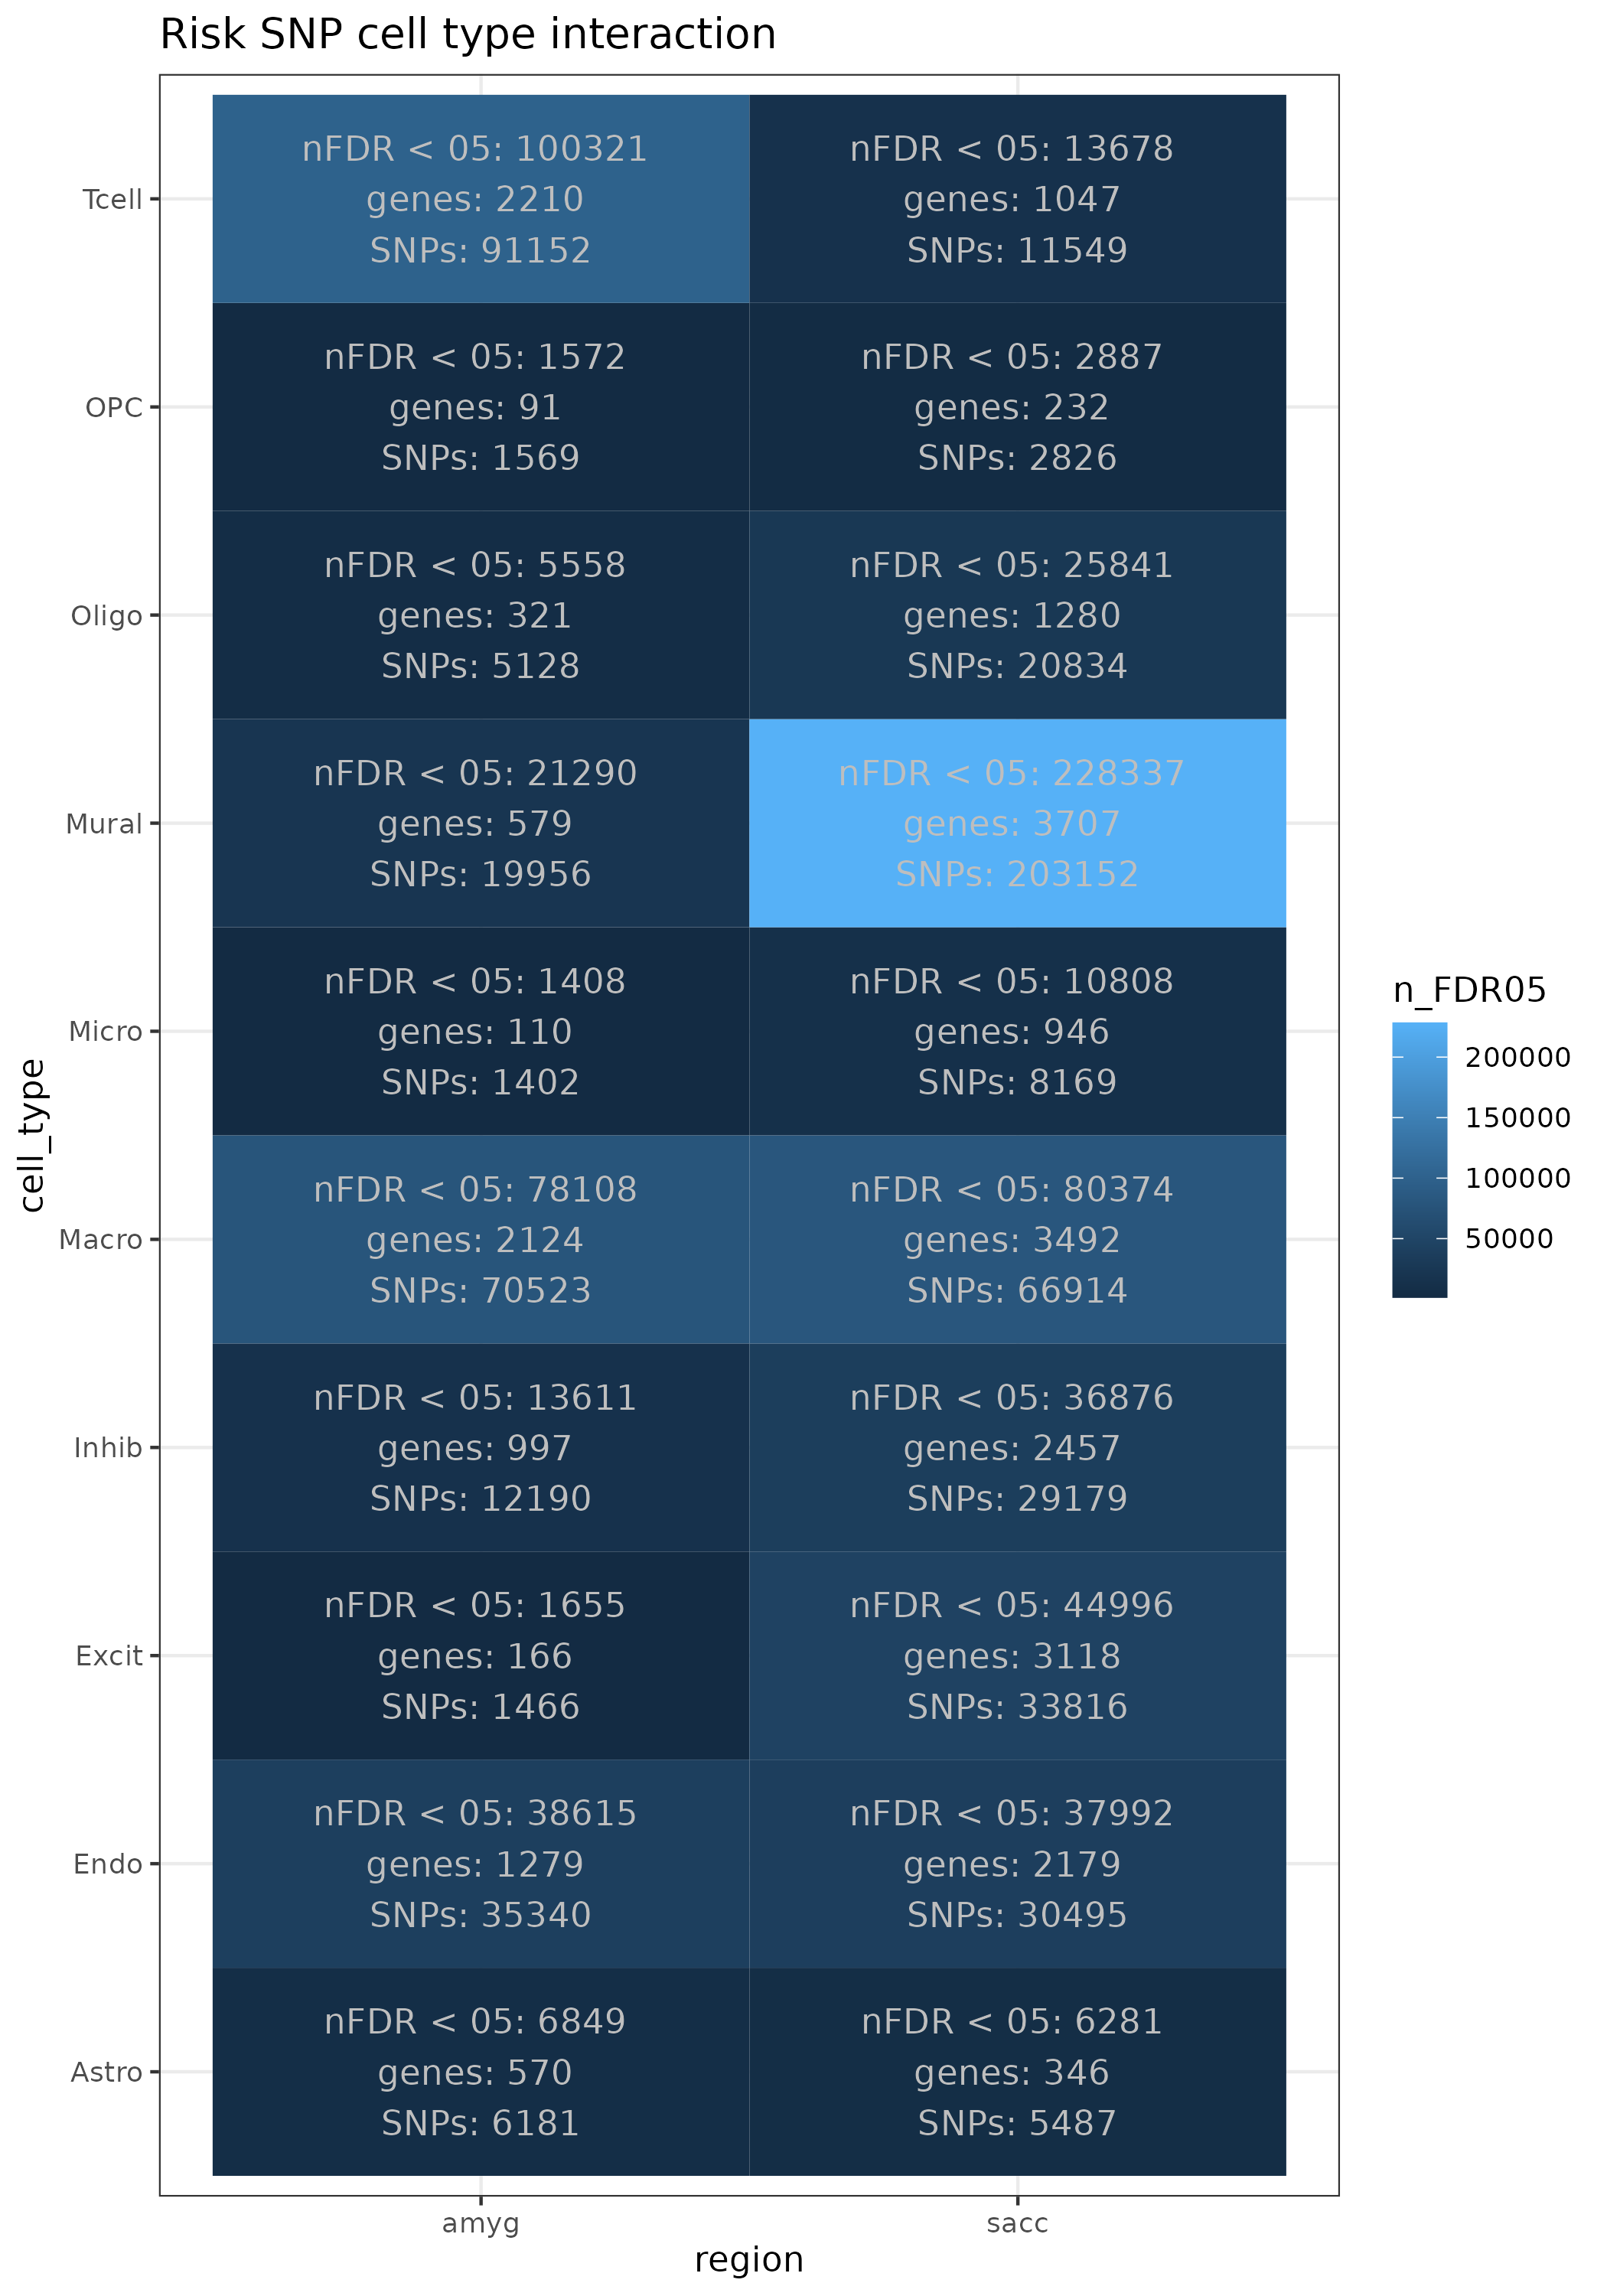 Risk SNP cell type interaction
cell_type
Tcell
nFDR < 05: 100321
genes: 2210
SNPs: 91152
nFDR < 05: 13678
genes: 1047
SNPs: 11549
OPC
nFDR < 05: 1572
genes: 91
SNPs: 1569
nFDR < 05: 2887
genes: 232
SNPs: 2826
Oligo
nFDR < 05: 5558
genes: 321
SNPs: 5128
nFDR < 05: 25841
genes: 1280
SNPs: 20834
Mural
nFDR < 05: 21290
genes: 579
SNPs: 19956
nFDR < 05: 228337
genes: 3707
SNPs: 203152
Micro
nFDR < 05: 1408
genes: 110
SNPs: 1402
nFDR < 05: 10808
genes: 946
SNPs: 8169
Macro
nFDR < 05: 78108
genes: 2124
SNPs: 70523
nFDR < 05: 80374
genes: 3492
SNPs: 66914
Inhib
nFDR < 05: 13611
genes: 997
SNPs: 12190
nFDR < 05: 36876
genes: 2457
SNPs: 29179
Excit
nFDR < 05: 1655
genes: 166
SNPs: 1466
nFDR < 05: 44996
genes: 3118
SNPs: 33816
Endo
nFDR < 05: 38615
genes: 1279
SNPs: 35340
nFDR < 05: 37992
genes: 2179
SNPs: 30495
Astro
nFDR < 05: 6849
genes: 570
SNPs: 6181
nFDR < 05: 6281
genes: 346
SNPs: 5487
amyg
sacc
region
n_FDR05
200000
150000
100000
50000